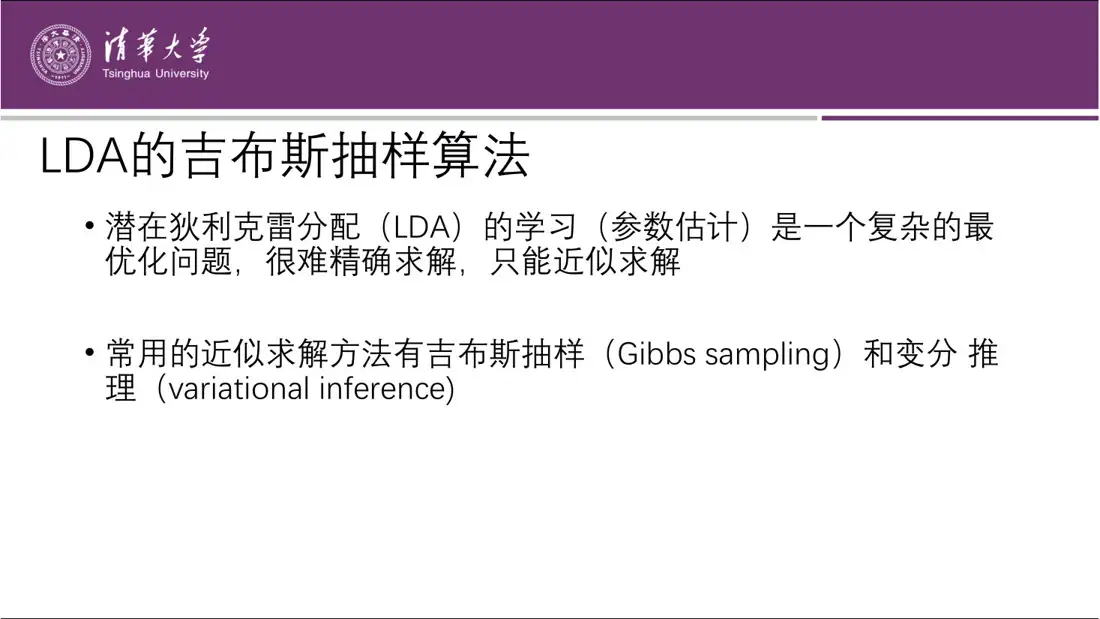 清华大学
Tsinghua University
LDA的吉布斯抽样算法
• 潜在狄利克雷分配（LDA）的学习（参数估计）是一个复杂的最
优化问题，很难精确求解，只能近似求解
• 常用的近似求解方法有吉布斯抽样（Gibbs sampling）和变分 推
理（variational inference)